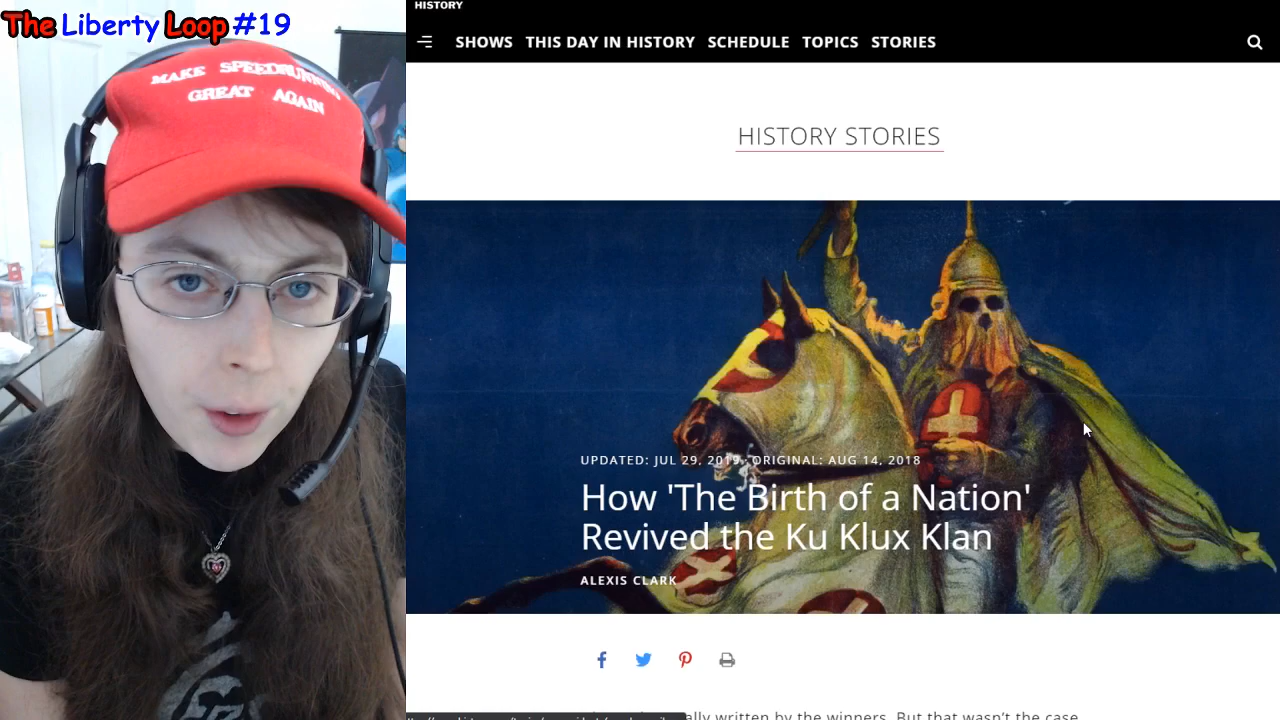 The Liberty Loop #19
MAKE SPEEDRUNNING
GREAT AGAIN
HISTORY
SHOWS THIS DAY IN HISTORY SCHEDULE TOPICS STORIES
HISTORY STORIES
UPDATED: JUL 29, 2019 · ORIGINAL: AUG 14, 2018
How 'The Birth of a Nation'
Revived the Ku Klux Klan
ALEXIS CLARK
written by the winners. But that wasn't the case